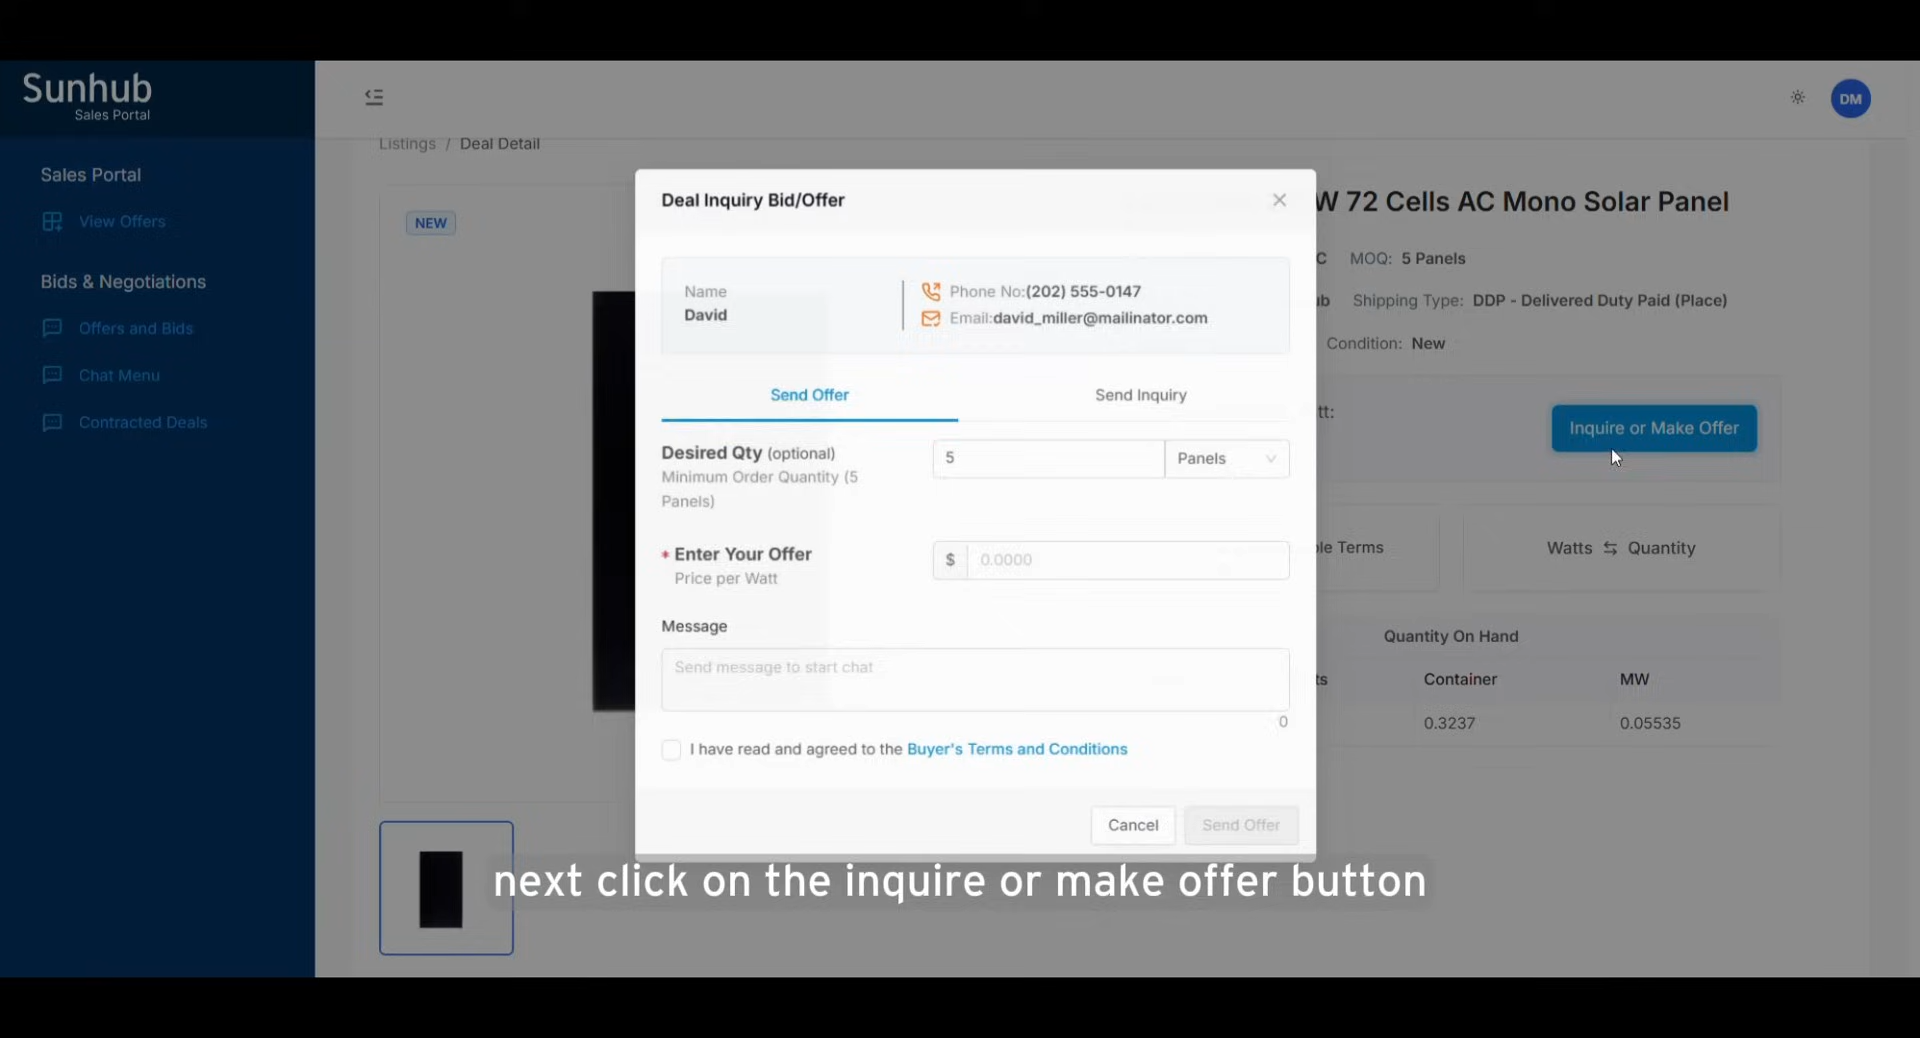 Sunhub
Sales Portal
DM
Listings / Deal Detail
Sales Portal
View Offers
Bids & Negotiations
Offers and Bids
Chat Menu
Contracted Deals
NEW
W 72 Cells AC Mono Solar Panel
MOQ: 5 Panels
Shipping Type: DDP - Delivered Duty Paid (Place)
Condition: New
tt:
Inquire or Make Offer
le Terms
Watts ⇆ Quantity
Quantity On Hand
ts Container MW
0.3237 0.05535
Deal Inquiry Bid/Offer
Name
David
Phone No:(202) 555-0147
Email:david_miller@mailinator.com
Send Offer Send Inquiry
Desired Qty (optional)
Minimum Order Quantity (5
Panels)
5 Panels
* Enter Your Offer
Price per Watt
$ 0.0000
Message
Send message to start chat
0
I have read and agreed to the Buyer's Terms and Conditions
Cancel Send Offer
next click on the inquire or make offer button